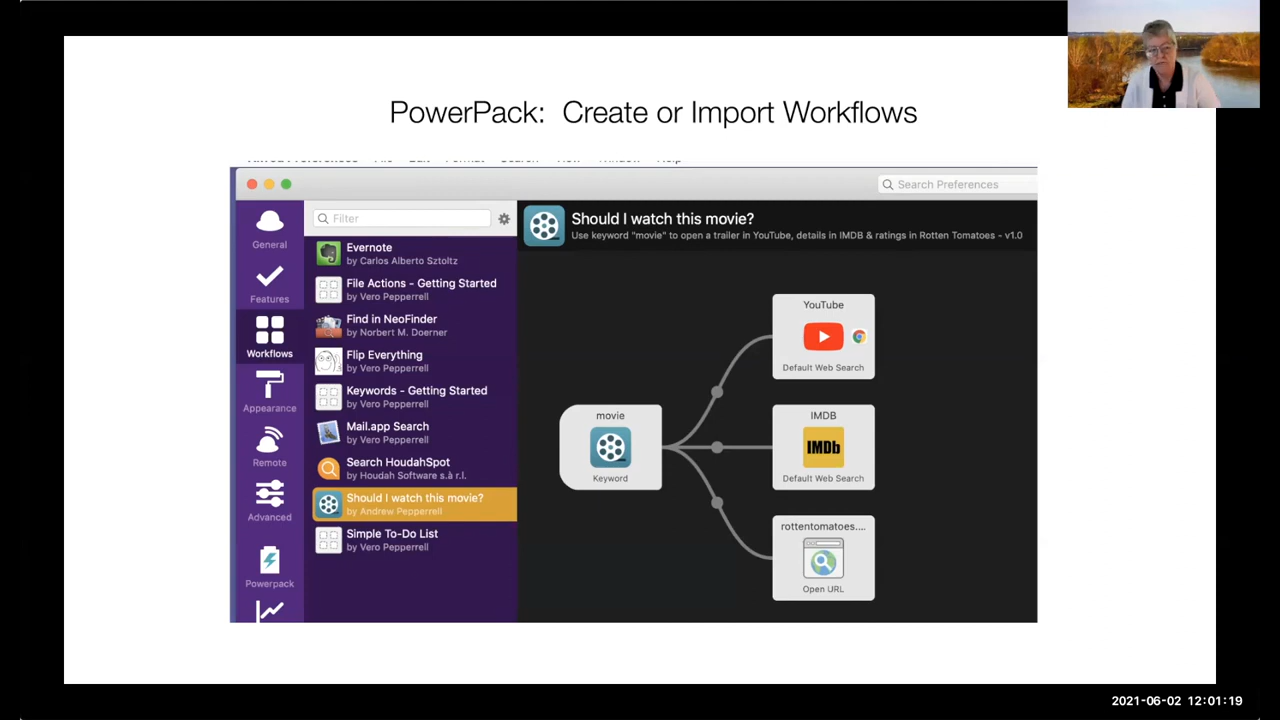 PowerPack: Create or Import Workflows
Search Preferences
General
Features
Workflows
Appearance
Remote
Advanced
Powerpack
Filter
Evernote
by Carlos Alberto Sztoltz
File Actions - Getting Started
by Vero Pepperrell
Find in NeoFinder
by Norbert M. Doerner
Flip Everything
by Vero Pepperrell
Keywords - Getting Started
by Vero Pepperrell
Mail.app Search
by Vero Pepperrell
Search HoudahSpot
by Houdah Software s.à r.l.
Should I watch this movie?
by Andrew Pepperrell
Simple To-Do List
by Vero Pepperrell
Should I watch this movie?
Use keyword "movie" to open a trailer in YouTube, details in IMDB & ratings in Rotten Tomatoes - v1.0
movie
Keyword
YouTube
Default Web Search
IMDB
IMDb
Default Web Search
rottentomatoes....
Open URL
2021-06-02 12:01:19